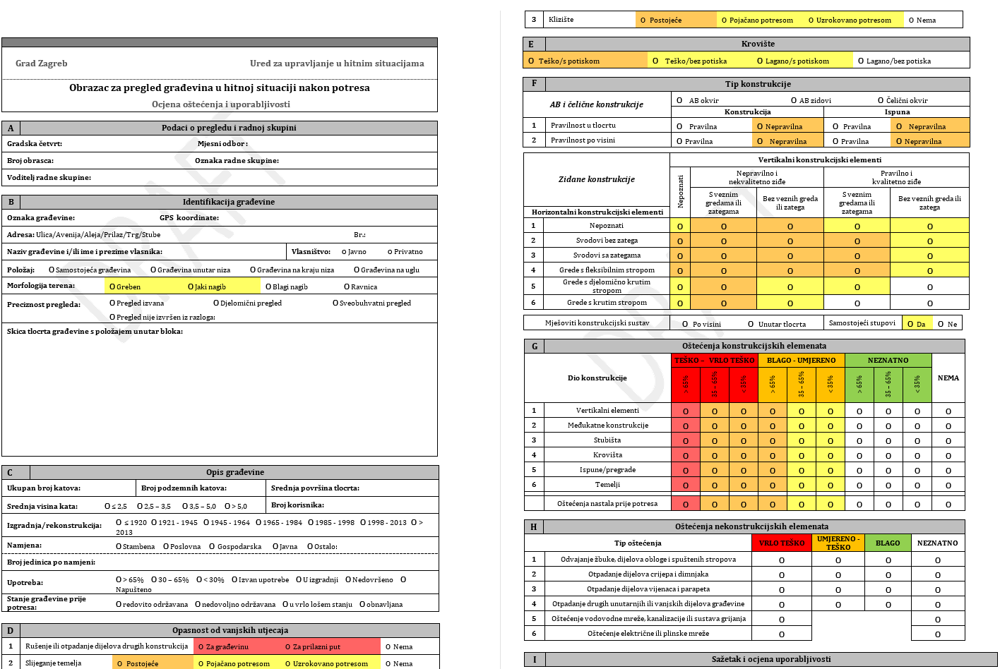 Grad Zagreb Ured za upravljanje u hitnim situacijama
Obrazac za pregled građevina u hitnoj situaciji nakon potresa
Ocjena oštećenja i uporabljivosti
A Podaci o pregledu i radnoj skupini
Gradska četvrt: Mjesni odbor:
Broj obrasca: Oznaka radne skupine:
Voditelj radne skupine:
B Identifikacija građevine
Oznaka građevine: GPS koordinate:
Adresa: Ulica/Avenija/Aleja/Prilaz/Trg/Stube Br.:
Naziv građevine i/ili ime i prezime vlasnika: Vlasništvo: O Javno O Privatno
Položaj: O Samostojeća građevina O Građevina unutar niza O Građevina na kraju niza O Građevina na uglu
Morfologija terena: O Greben O Jaki nagib O Blagi nagib O Ravnica
Preciznost pregleda: O Pregled izvana O Djelomični pregled O Sveobuhvatni pregled
O Pregled nije izvršen iz razloga:
Skica tlocrta građevine s položajem unutar bloka:
DRAFT
C Opis građevine
Ukupan broj katova: Broj podzemnih katova: Srednja površina tlocrta:
Srednja visina kata: O ≤ 2,5 O 2,5 – 3,5 O 3,5 – 5,0 O > 5,0 Broj korisnika:
Izgradnja/rekonstrukcija: O ≤ 1920 O 1921 - 1945 O 1945 - 1964 O 1965 - 1984 O 1985 - 1998 O 1998 - 2013 O >
2013
Namjena: O Stambena O Poslovna O Gospodarska O Javna O Ostalo:
Broj jedinica po namjeni:
Upotreba: O > 65% O 30 – 65% O < 30% O Izvan upotrebe O U izgradnji O Nedovršeno O
Napušteno
Stanje građevine prije
potresa: O redovito održavana O nedovoljno održavana O u vrlo lošem stanju O obnavljana
D Opasnost od vanjskih utjecaja
1 Rušenje ili otpadanje dijelova drugih konstrukcija O Za građevinu O Za prilazni put O Nema
2 Slijeganje temelja O Postojeće O Pojačano potresom O Uzrokovano potresom O Nema
3 Klizište O Postojeće O Pojačano potresom O Uzrokovano potresom O Nema
E Krovište
O Teško/s potiskom O Teško/bez potiska O Lagano/s potiskom O Lagano/bez potiska
F Tip konstrukcije
AB i čelične konstrukcije O AB okvir O AB zidovi O Čelični okvir
Konstrukcija Ispuna
1 Pravilnost u tlocrtu O Pravilna O Nepravilna O Pravilna O Nepravilna
2 Pravilnost po visini O Pravilna O Nepravilna O Pravilna O Nepravilna
Zidane konstrukcije Vertikalni konstrukcijski elementi
Nepoznati
Nepravilno i
nekvalitetno ziđe
Pravilno i
kvalitetno ziđe
S veznim
gredama ili
zategama
Bez veznih greda
ili zatega
S veznim
gredama ili
zategama
Bez veznih greda ili
zatega
Horizontalni konstrukcijski elementi
1 Nepoznati O O O O O
2 Svodovi bez zatega O O O O O
3 Svodovi sa zategama O O O O O
4 Grede s fleksibilnim stropom O O O O O
5 Grede s djelomično krutim
stropom O O O O O
6 Grede s krutim stropom O O O O O
Mješoviti konstrukcijski sustav O Po visini O Unutar tlocrta Samostojeći stupovi O Da O Ne
DRAFT
G Oštećenja konstrukcijskih elemenata
Dio konstrukcije TEŠKO – VRLO TEŠKO BLAGO - UMJERENO NEZNATNO NEMA
> 65% 35 – 65% < 35% > 65% 35 – 65% < 35% > 65% 35 – 65% < 35%
1 Vertikalni elementi O O O O O O O O O O
2 Međukatne konstrukcije O O O O O O O O O O
3 Stubišta O O O O O O O O O O
4 Krovišta O O O O O O O O O O
5 Ispune/pregrade O O O O O O O O O O
6 Temelji O O O O O O O O O O
Oštećenja nastala prije potresa O O O O O O O O O O
H Oštećenja nekonstrukcijskih elemenata
Tip oštećenja VRLO TEŠKO UMJERENO - TEŠKO BLAGO NEZNATNO
1 Odvajanje žbuke, dijelova obloge i spuštenih stropova O O O O
2 Otpadanje dijelova crijepa i dimnjaka O O O O
3 Otpadanje dijelova vijenaca i parapeta O O O O
4 Otpadanje drugih unutarnjih ili vanjskih dijelova građevine O O O O
5 Oštećenje vodovodne mreže, kanalizacije ili sustava grijanja O O
6 Oštećenje električne ili plinske mreže O O
I Sažetak i ocjena uporabljivosti